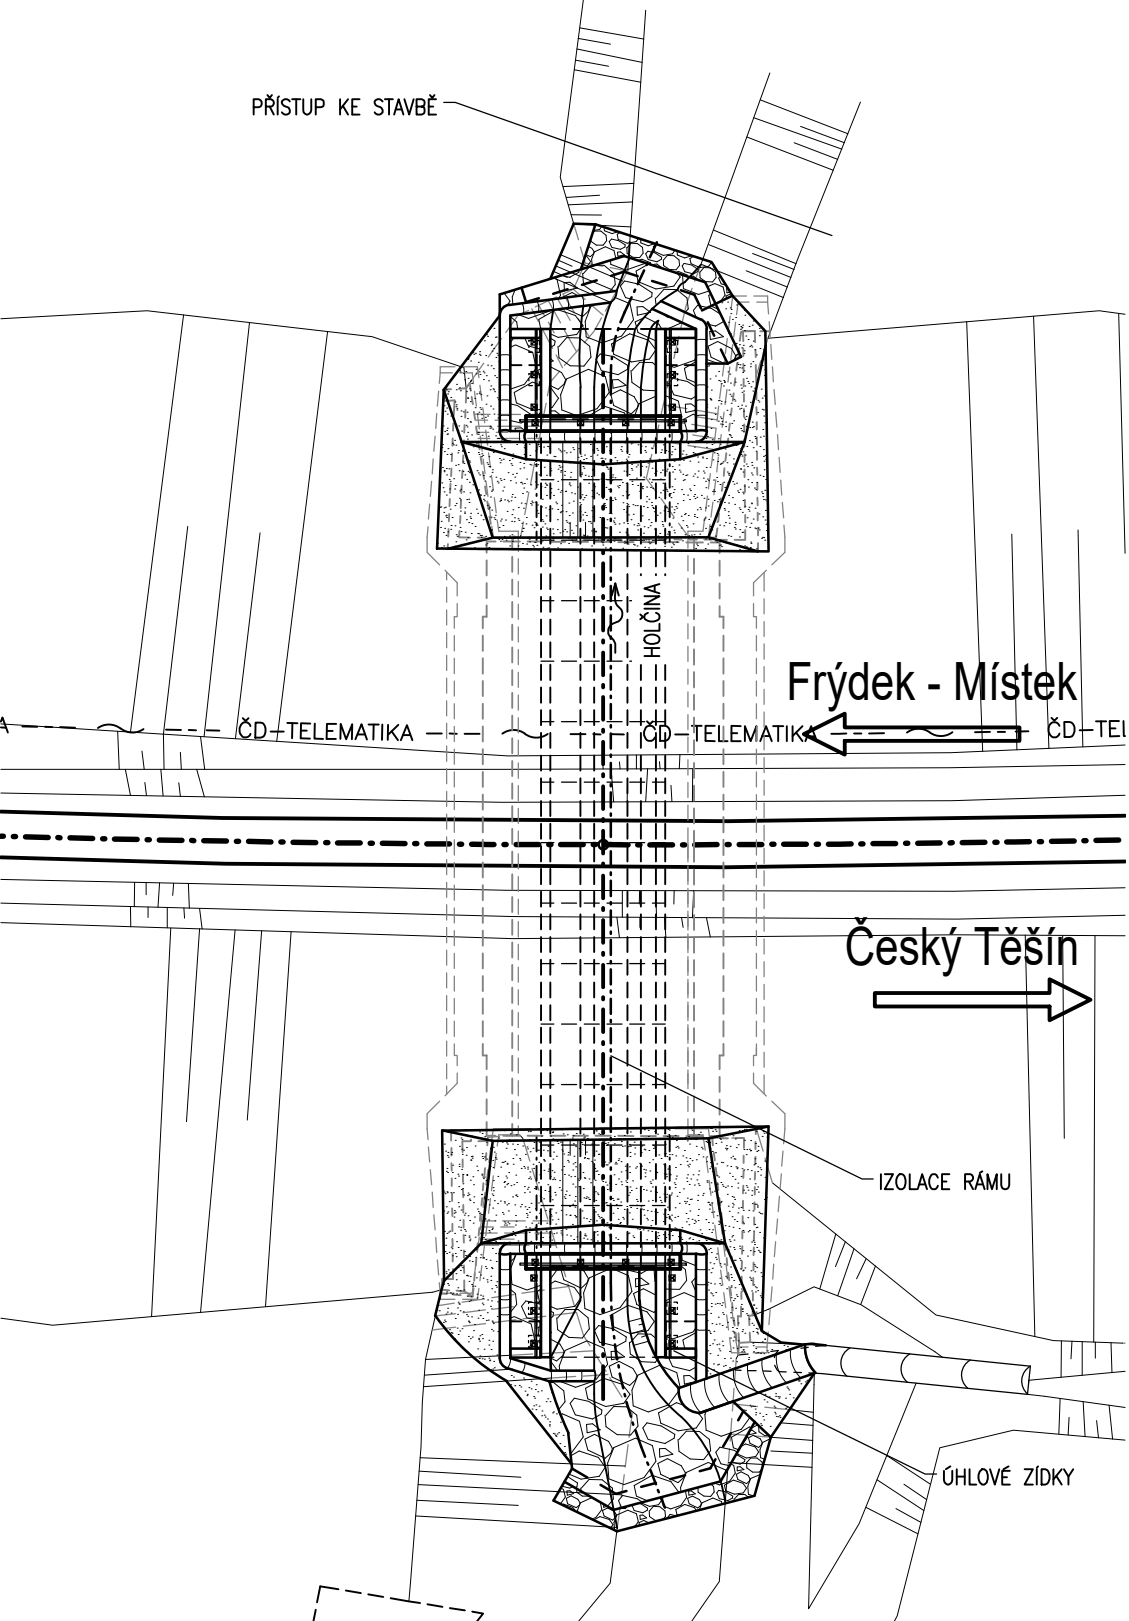 PŘÍSTUP KE STAVBĚ
HOLČINA
Frýdek - Místek
A
ČD-TELEMATIKA
ČD-TELEMATIKA
ČD-TEL
Český Těšín
IZOLACE RÁMU
ÚHLOVÉ ZÍDKY